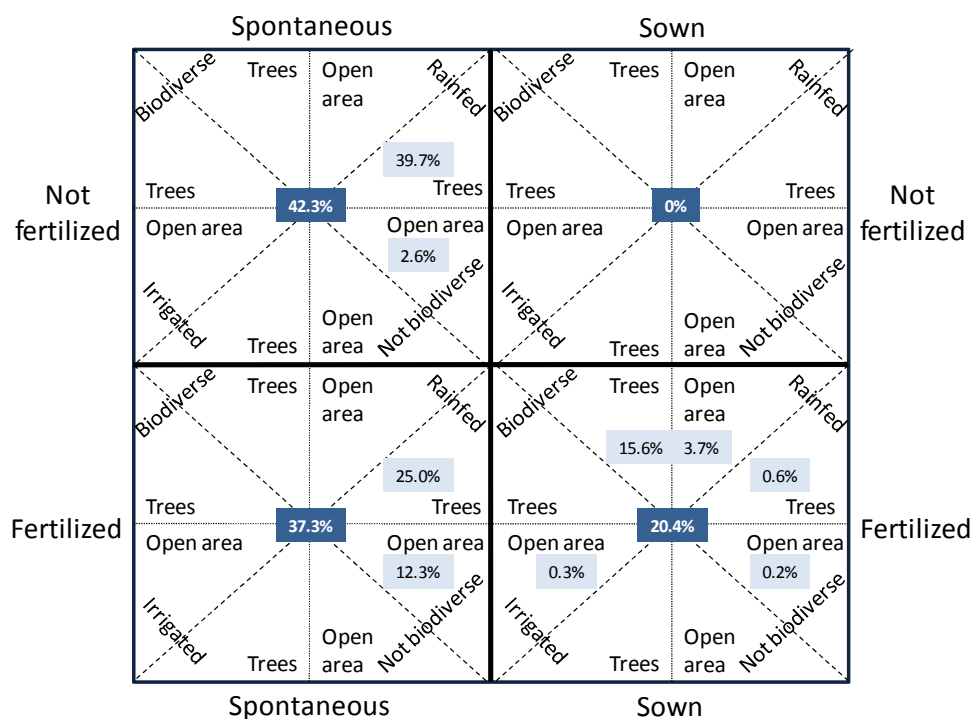 Spontaneous
Sown
Biodiverse
Trees
Open
area
Rainfed
39.7%
Trees
Trees
42.3%
Open area
Open area
2.6%
Irrigated
Trees
Open
area
Not biodiverse
Biodiverse
Trees
Open
area
Rainfed
Trees
Trees
0%
Open area
Open area
Irrigated
Trees
Open
area
Not biodiverse
Not
fertilized
Not
fertilized
Biodiverse
Trees
Open
area
Rainfed
25.0%
Trees
Trees
37.3%
Open area
Open area
12.3%
Irrigated
Trees
Open
area
Not biodiverse
Biodiverse
Trees
Open
area
Rainfed
15.6%
3.7%
0.6%
Trees
Trees
20.4%
Open area
Open area
0.3%
0.2%
Irrigated
Trees
Open
area
Not biodiverse
Fertilized
Fertilized
Spontaneous
Sown